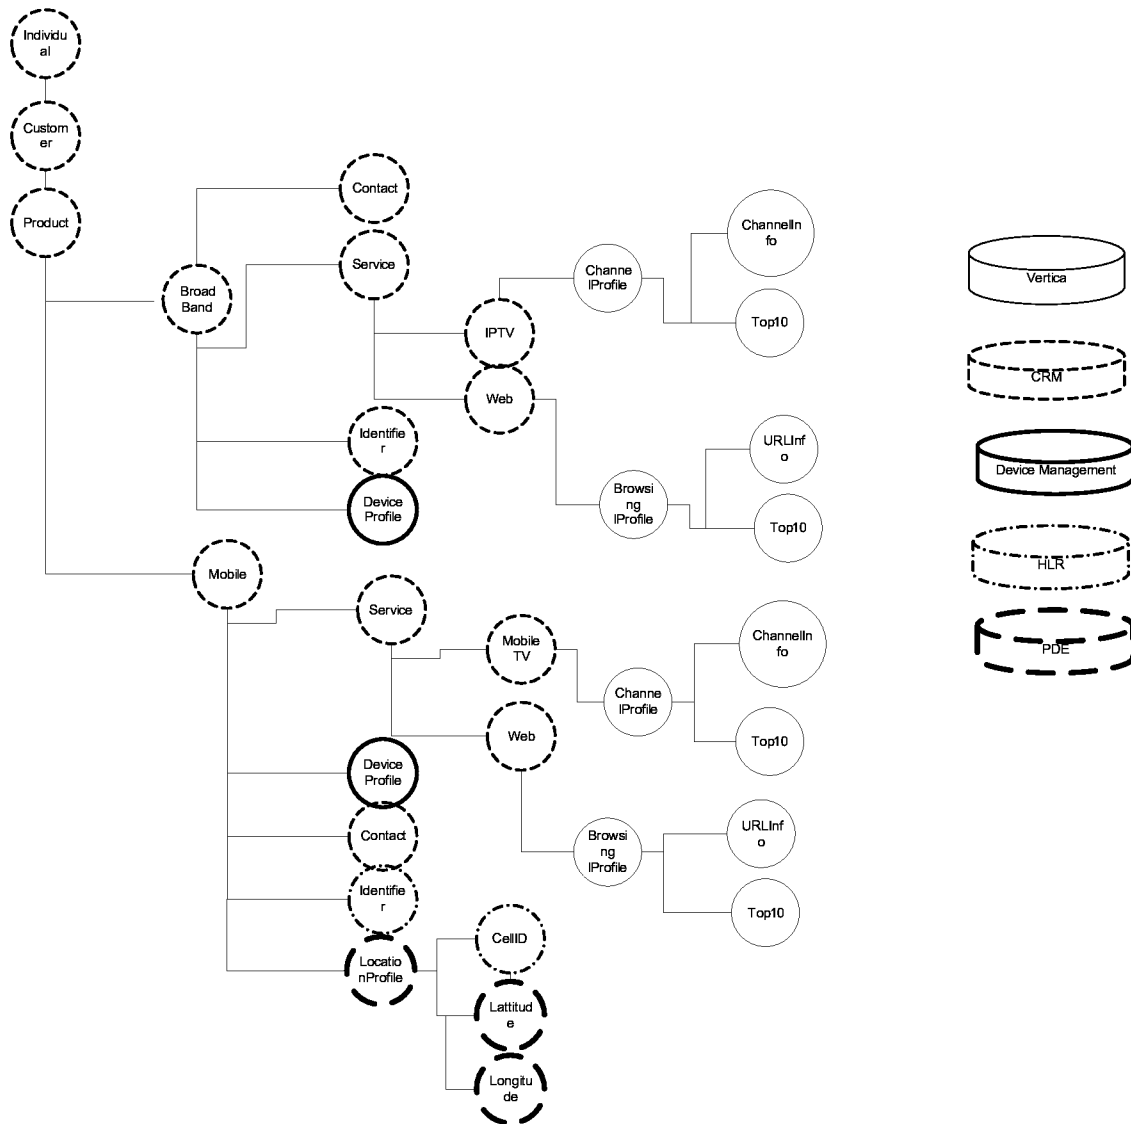 Individu
al
Custom
er
Product
Broad
Band
Contact
Service
IPTV
Web
Identifie
r
Device
Profile
Channe
lProfile
ChannelIn
fo
Top10
Browsi
ng
lProfile
URLInf
o
Top10
Mobile
Service
Mobile
TV
Web
Channe
lProfile
ChannelIn
fo
Top10
Browsi
ng
lProfile
URLInf
o
Top10
Device
Profile
Contact
Identifie
r
Locatio
nProfile
CellID
Lattitud
e
Longitu
de
Vertica
CRM
Device Management
HLR
PDE